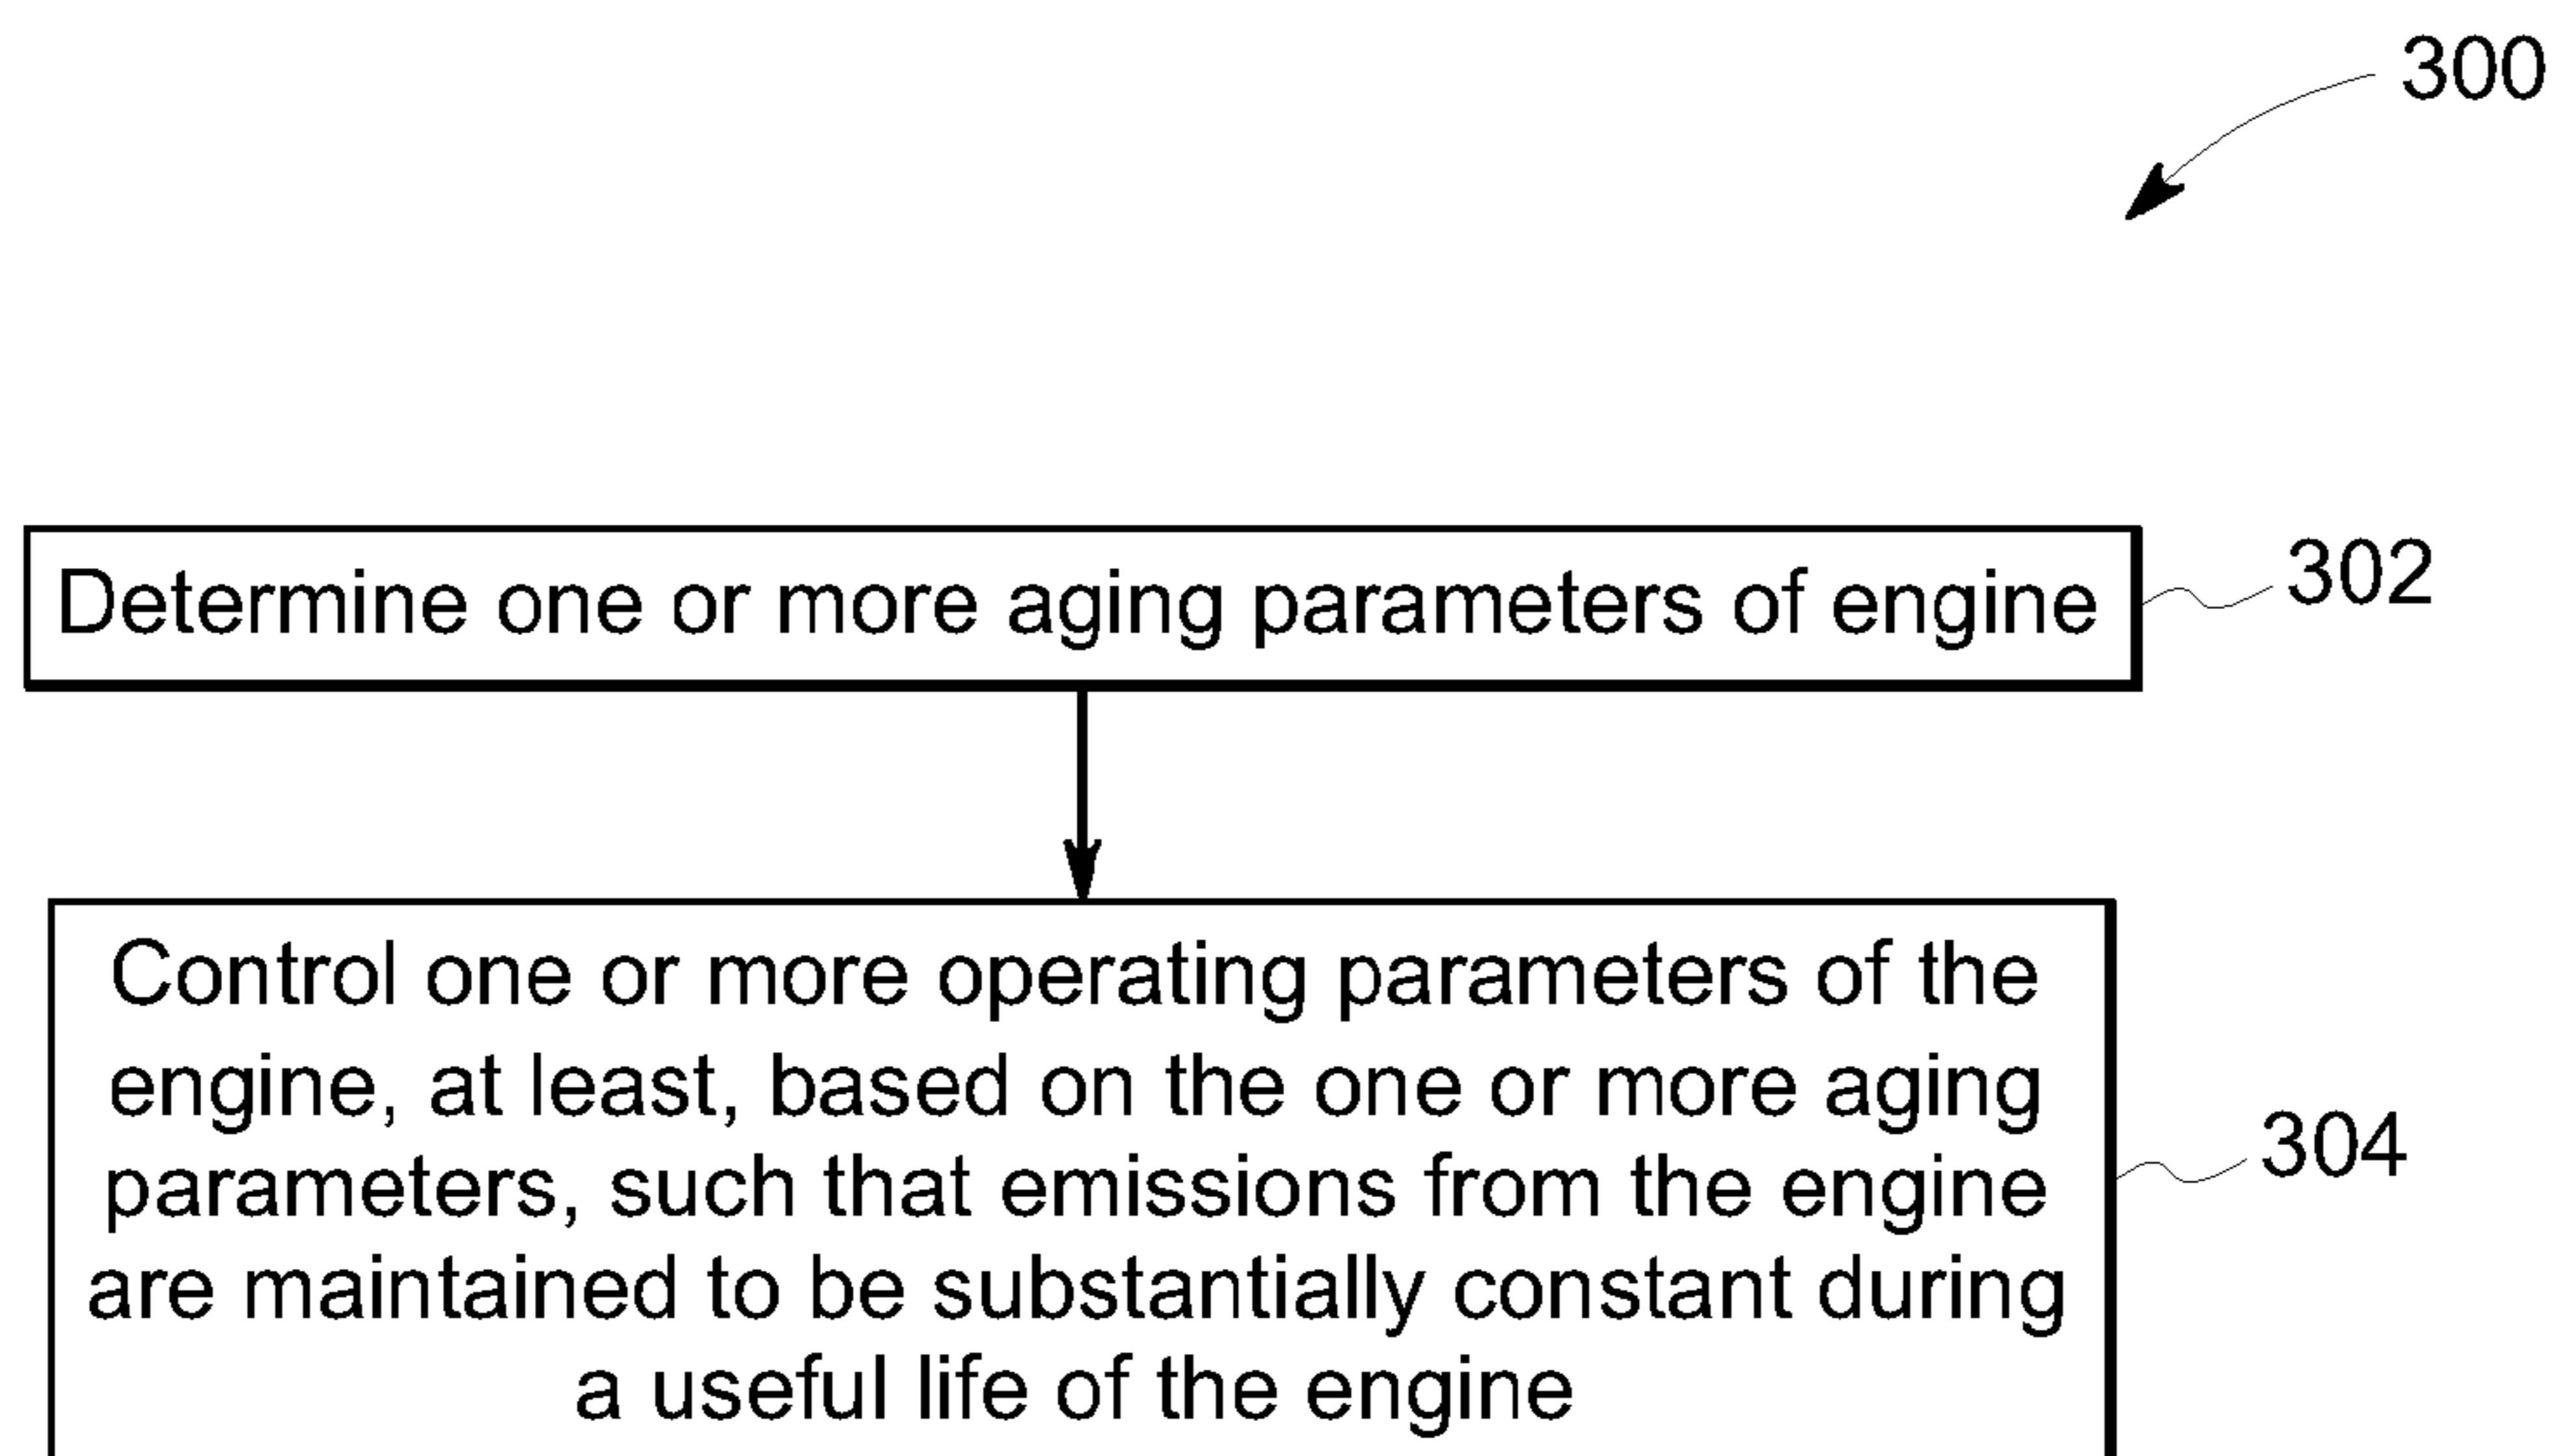 300
Determine one or more aging parameters of engine
302
Control one or more operating parameters of the
engine, at least, based on the one or more aging
parameters, such that emissions from the engine
are maintained to be substantially constant during
a useful life of the engine
304